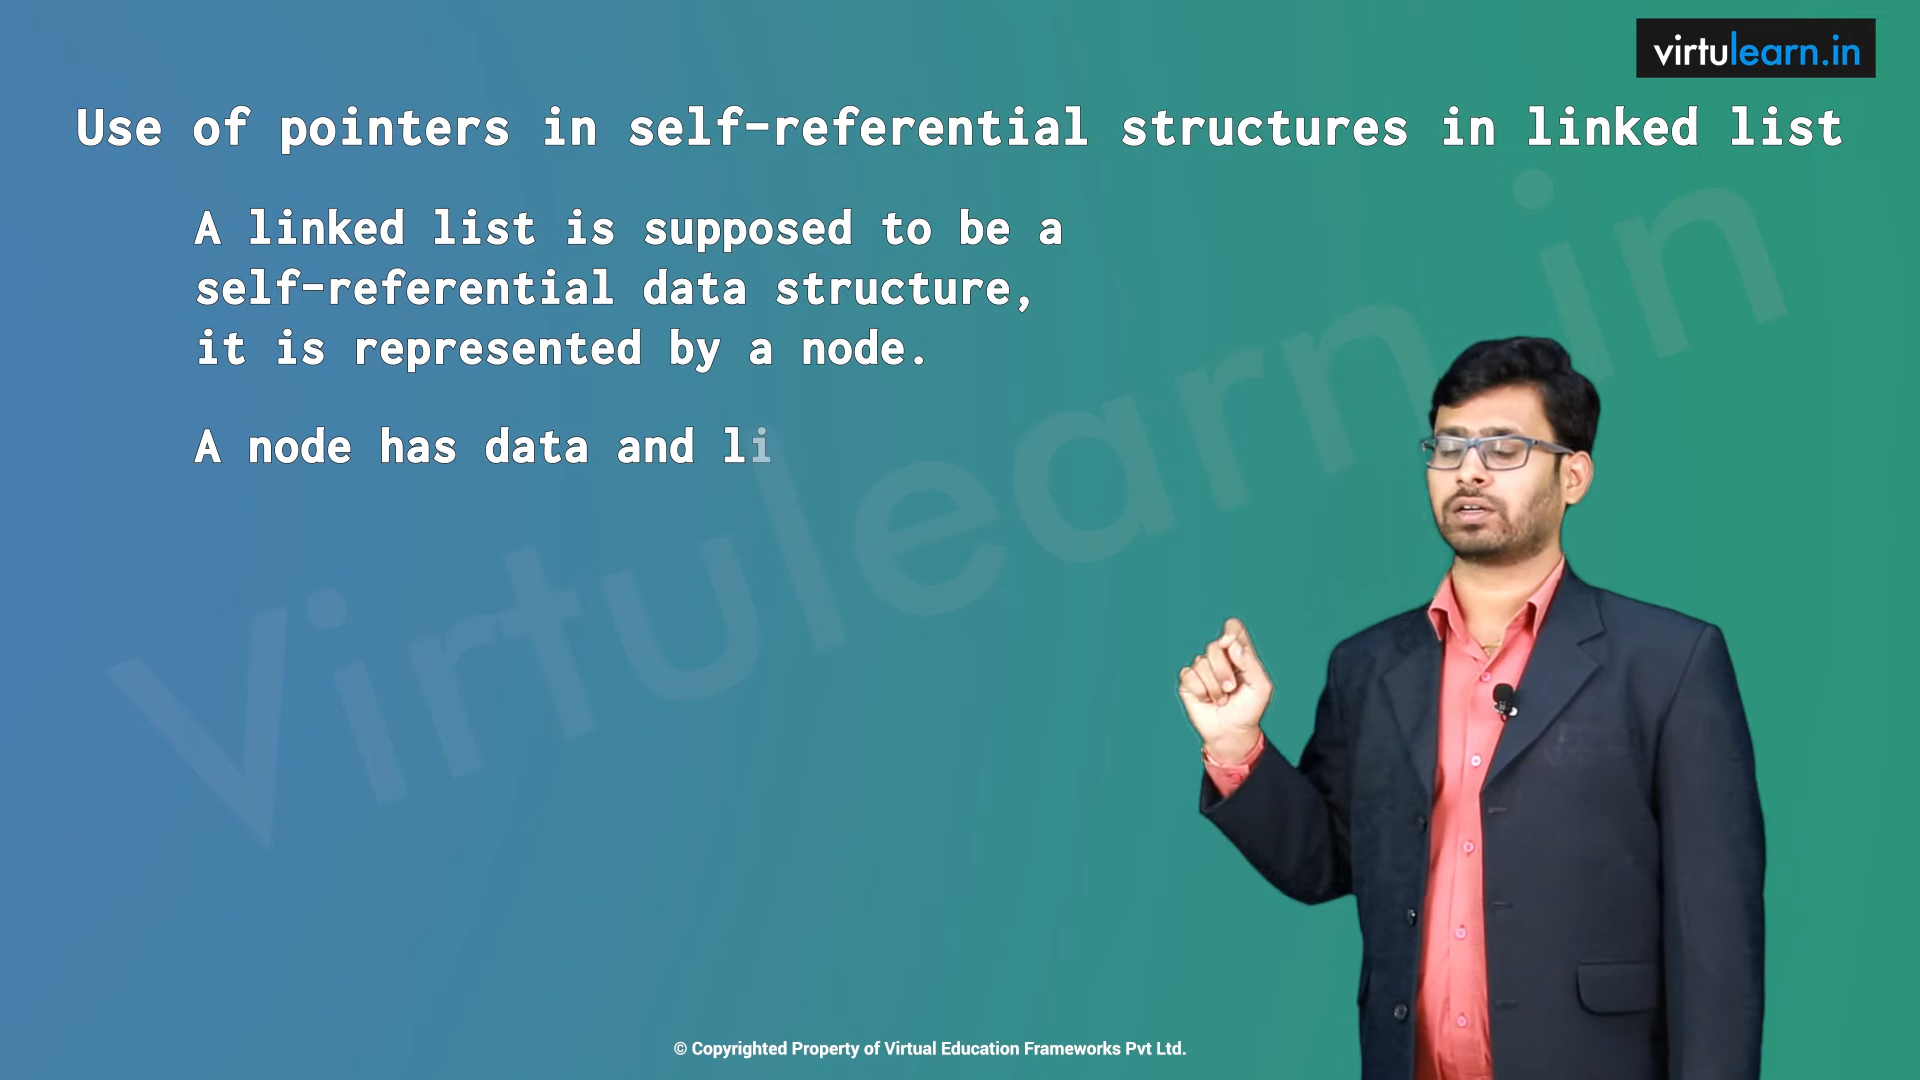 virtulearn.in
Use of pointers in self-referential structures in linked list
A linked list is supposed to be a
self-referential data structure,
it is represented by a node.
A node has data and li
Virtulearn.in
© Copyrighted Property of Virtual Education Frameworks Pvt Ltd.